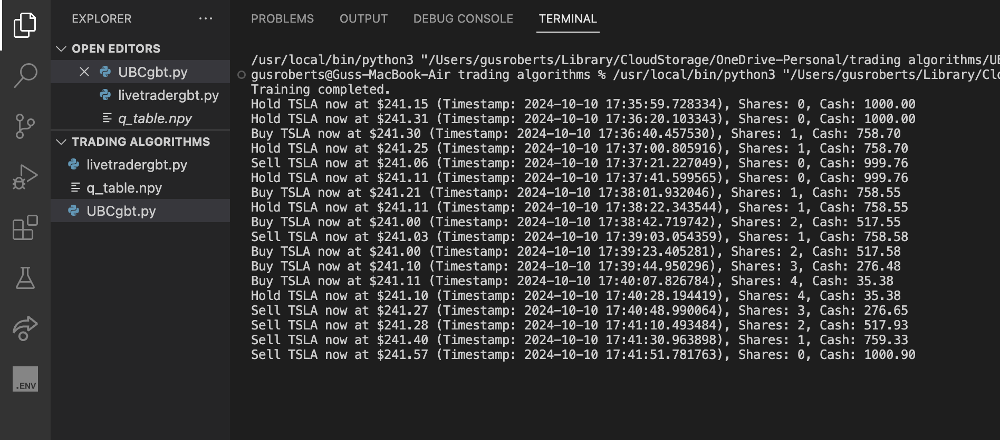 EXPLORER
OPEN EDITORS
UBCgbt.py
livetradergbt.py
q_table.npy
TRADING ALGORITHMS
livetradergbt.py
q_table.npy
UBCgbt.py
.ENV
PROBLEMS OUTPUT DEBUG CONSOLE TERMINAL
/usr/local/bin/python3 "/Users/gusroberts/Library/CloudStorage/OneDrive-Personal/trading algorithms/UB
gusroberts@Guss-MacBook-Air trading algorithms % /usr/local/bin/python3 "/Users/gusroberts/Library/Clo
Training completed.
Hold TSLA now at $241.15 (Timestamp: 2024-10-10 17:35:59.728334), Shares: 0, Cash: 1000.00
Hold TSLA now at $241.31 (Timestamp: 2024-10-10 17:36:20.103343), Shares: 0, Cash: 1000.00
Buy TSLA now at $241.30 (Timestamp: 2024-10-10 17:36:40.457530), Shares: 1, Cash: 758.70
Hold TSLA now at $241.25 (Timestamp: 2024-10-10 17:37:00.805916), Shares: 1, Cash: 758.70
Sell TSLA now at $241.06 (Timestamp: 2024-10-10 17:37:21.227049), Shares: 0, Cash: 999.76
Hold TSLA now at $241.11 (Timestamp: 2024-10-10 17:37:41.599565), Shares: 0, Cash: 999.76
Buy TSLA now at $241.21 (Timestamp: 2024-10-10 17:38:01.932046), Shares: 1, Cash: 758.55
Hold TSLA now at $241.11 (Timestamp: 2024-10-10 17:38:22.343544), Shares: 1, Cash: 758.55
Buy TSLA now at $241.00 (Timestamp: 2024-10-10 17:38:42.719742), Shares: 2, Cash: 517.55
Sell TSLA now at $241.03 (Timestamp: 2024-10-10 17:39:03.054359), Shares: 1, Cash: 758.58
Buy TSLA now at $241.00 (Timestamp: 2024-10-10 17:39:23.405281), Shares: 2, Cash: 517.58
Buy TSLA now at $241.10 (Timestamp: 2024-10-10 17:39:44.950296), Shares: 3, Cash: 276.48
Buy TSLA now at $241.11 (Timestamp: 2024-10-10 17:40:07.826784), Shares: 4, Cash: 35.38
Hold TSLA now at $241.10 (Timestamp: 2024-10-10 17:40:28.194419), Shares: 4, Cash: 35.38
Sell TSLA now at $241.27 (Timestamp: 2024-10-10 17:40:48.990064), Shares: 3, Cash: 276.65
Sell TSLA now at $241.28 (Timestamp: 2024-10-10 17:41:10.493484), Shares: 2, Cash: 517.93
Sell TSLA now at $241.40 (Timestamp: 2024-10-10 17:41:30.963898), Shares: 1, Cash: 759.33
Sell TSLA now at $241.57 (Timestamp: 2024-10-10 17:41:51.781763), Shares: 0, Cash: 1000.90